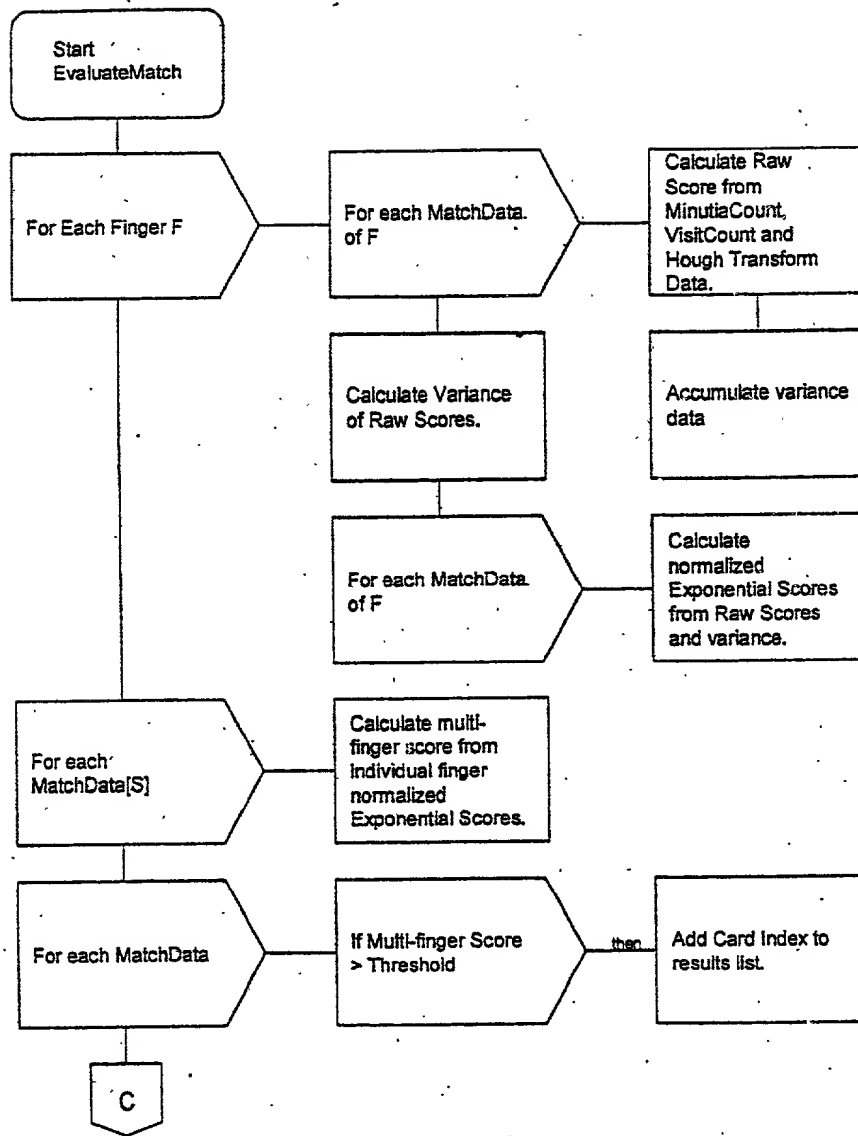 Start
EvaluateMatch
For Each Finger F
For each MatchData.
of F
Calculate Raw
Score from
MinutiaCount,
VisitCount and
Hough Transform
Data.
Calculate Variance
of Raw Scores.
Accumulate variance
data
For each MatchData
of F
Calculate
normalized
Exponential Scores
from Raw Scores
and variance.
For each
MatchData[S]
Calculate multi-
finger score from
individual finger
normalized
Exponential Scores.
For each MatchData
If Multi-finger Score
> Threshold
then
Add Card Index to
results list.
C